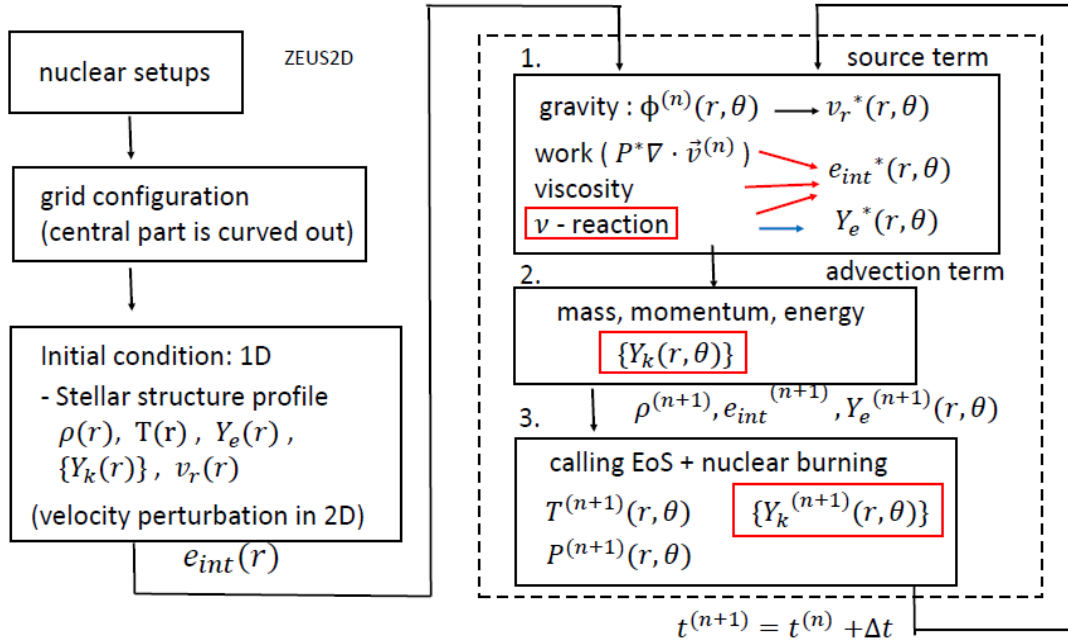 nuclear setups
ZEUS2D
grid configuration
(central part is curved out)
Initial condition: 1D
- Stellar structure profile
ρ(r), T(r) , Y_e(r) ,
{Y_k(r)} , v_r(r)
(velocity perturbation in 2D)
e_int(r)
1.
source term
gravity : ϕ^(n)(r, θ) → v_r^*(r, θ)
work ( P^*∇ · v⃗^(n) )
e_int^*(r, θ)
viscosity
ν - reaction
Y_e^*(r, θ)
advection term
2.
mass, momentum, energy
{Y_k(r, θ)}
ρ^(n+1), e_int^(n+1), Y_e^(n+1)(r, θ)
3.
calling EoS + nuclear burning
T^(n+1)(r, θ) {Y_k^(n+1)(r, θ)}
P^(n+1)(r, θ)
t^(n+1) = t^(n) +Δt